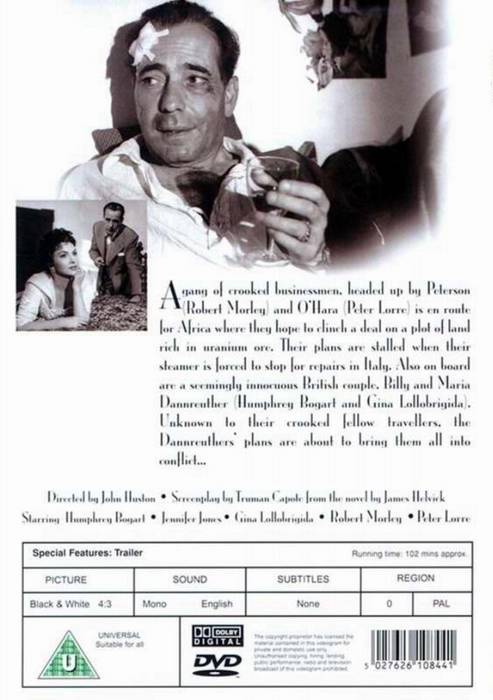 A gang of crooked businessmen, headed up by Peterson
(Robert Morley) and O'Hara (Peter Lorre) is en route
for Africa where they hope to clinch a deal on a plot of land
rich in uranium ore. Their plans are stalled when their
steamer is forced to stop for repairs in Italy. Also on board
are a seemingly innocuous British couple, Billy and Maria
Dannreuther (Humphrey Bogart and Gina Lollobrigida).
Unknown to their crooked fellow travellers, the
Dannreuthers' plans are about to bring them all into
conflict...
Directed by John Huston • Screenplay by Truman Capote from the novel by James Helvick
Starring Humphrey Bogart • Jennifer Jones • Gina Lollobrigida • Robert Morley • Peter Lorre
Special Features: Trailer Running time: 102 mins approx.
PICTURE SOUND SUBTITLES REGION
Black & White 4:3 Mono English None 0 PAL
U
UNIVERSAL
Suitable for all
DOLBY
DIGITAL
DVD
The copyright proprietor has licensed the
material contained in this videogram for
private and domestic use only.
Unauthorised copying, hiring, lending,
public performance, radio and television
broadcast of this videogram is prohibited.
5 027626 108441